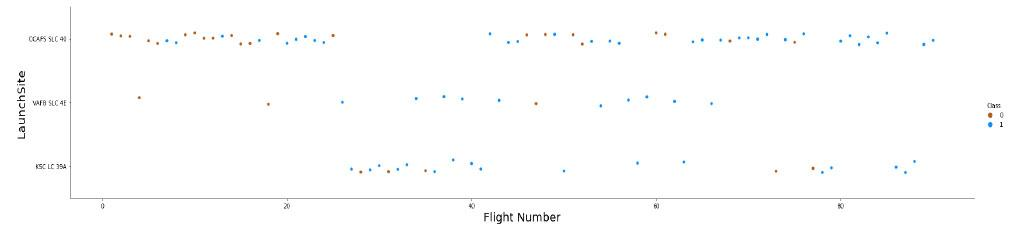 CCAFS SLC 40
VAFB SLC 4E
KSC LC 39A
LaunchSite
0 20 40 60 80
Flight Number
Class
0
1